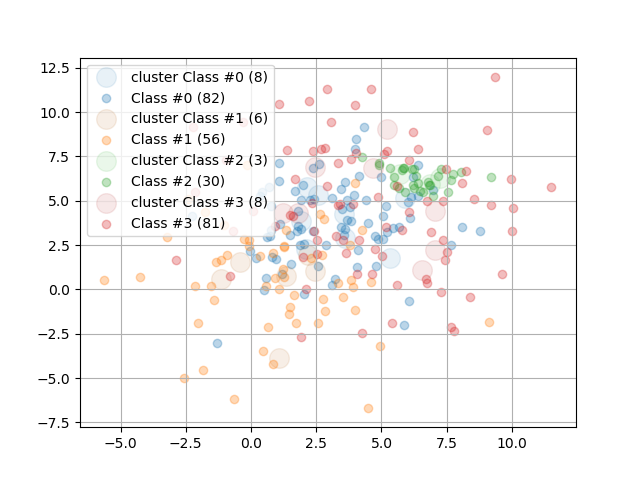 12.5
10.0
7.5
5.0
2.5
0.0
−2.5
−5.0
−7.5
−5.0
−2.5
0.0
2.5
5.0
7.5
10.0
cluster Class #0 (8)
Class #0 (82)
cluster Class #1 (6)
Class #1 (56)
cluster Class #2 (3)
Class #2 (30)
cluster Class #3 (8)
Class #3 (81)